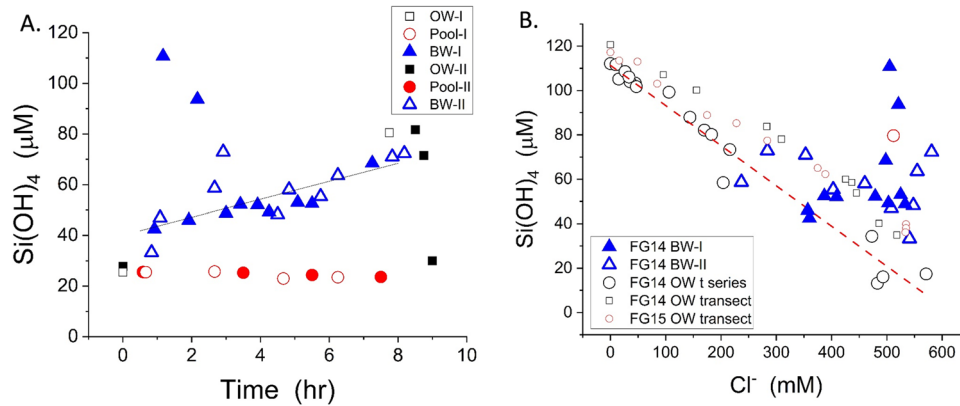 A.
OW-I
Pool-I
BW-I
OW-II
Pool-II
BW-II
120
100
80
60
40
20
0
Si(OH)4 (µM)
0
2
4
6
8
10
Time (hr)
B.
120
100
80
60
40
20
0
Si(OH)4 (µM)
FG14 BW-I
FG14 BW-II
FG14 OW t series
FG14 OW transect
FG15 OW transect
0
100
200
300
400
500
600
Cl- (mM)